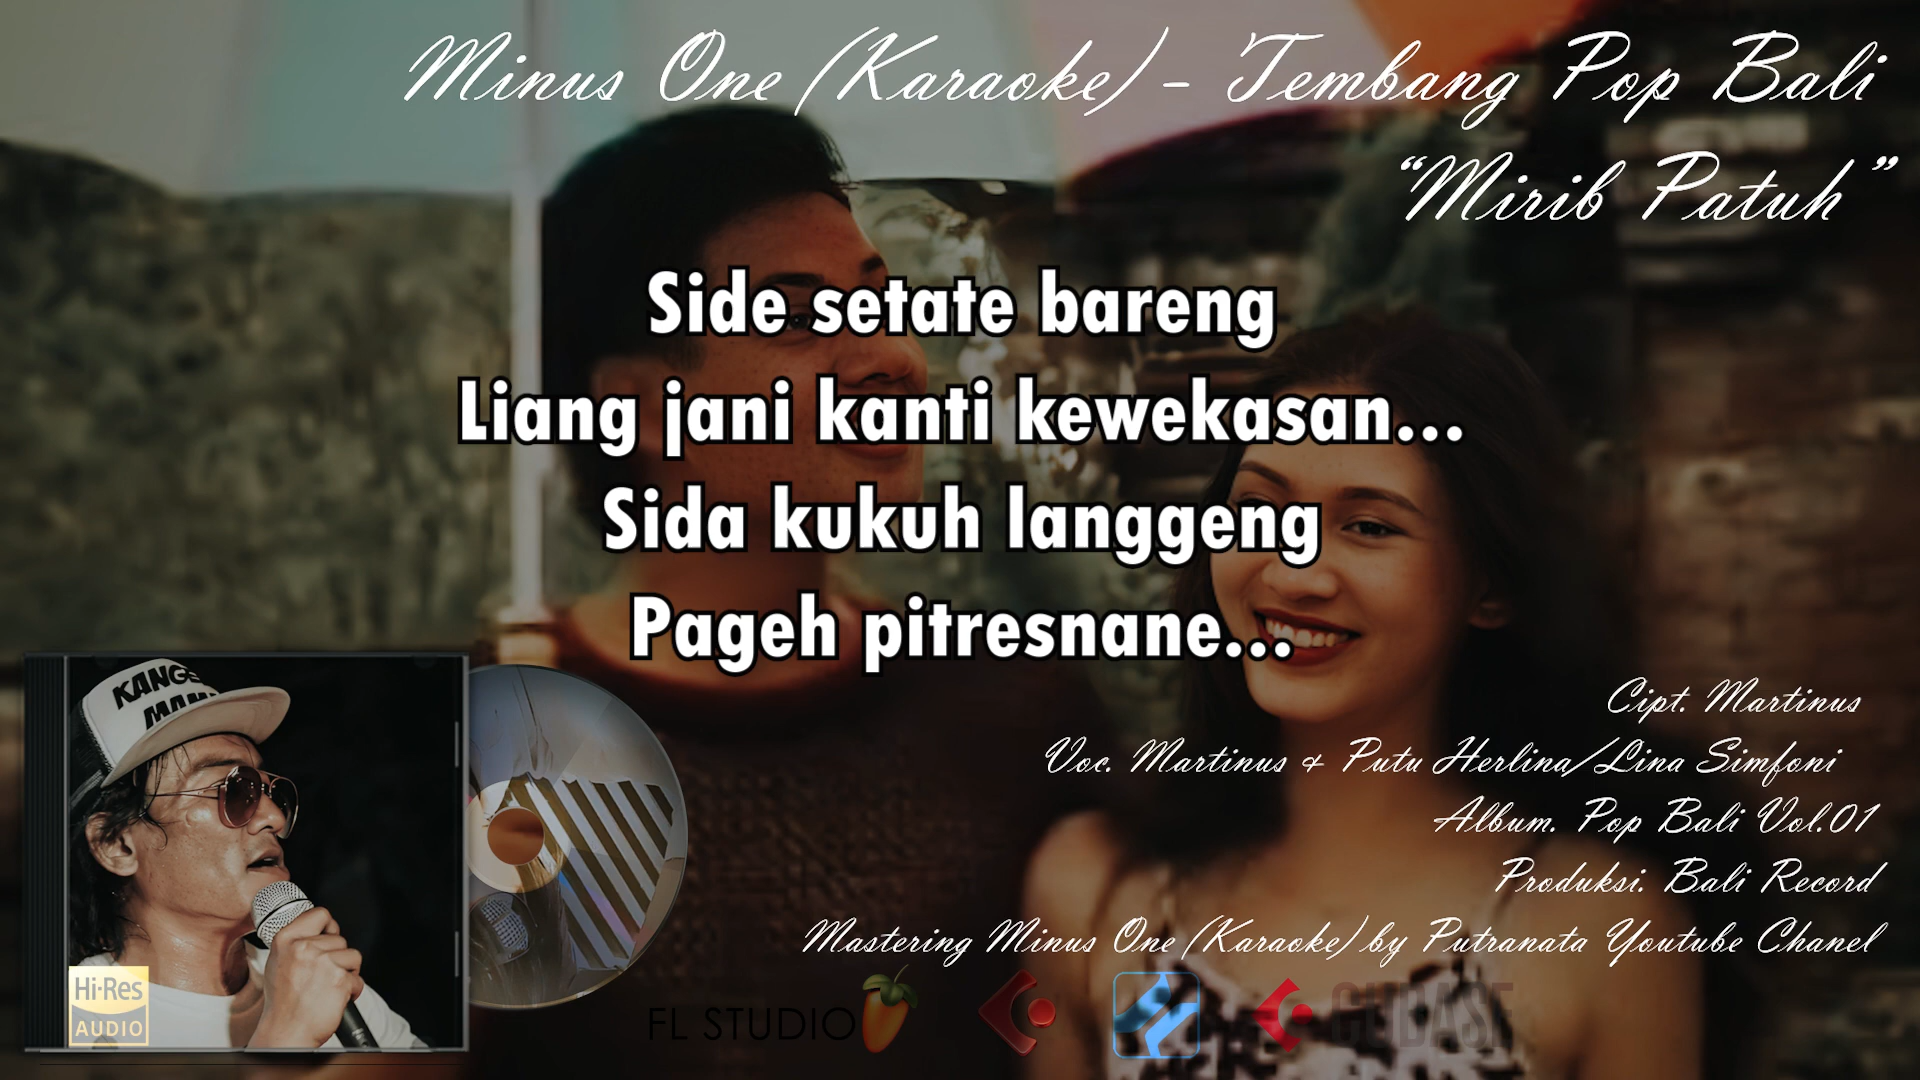 Minus One (Karaoke) - Tembang Pop Bali
“Mirib Patuh”
Side setate bareng
Liang jani kanti kewekasan...
Sida kukuh langgeng
Pageh pitresnane...
Cipt. Martinus
Voc. Martinus & Putu Herlina/Lina Simfoni
Album. Pop Bali Vol.01
Produksi. Bali Record
Mastering Minus One (Karaoke) by Putranata Youtube Chanel
Hi-Res
AUDIO
FL STUDIO
CUBASE